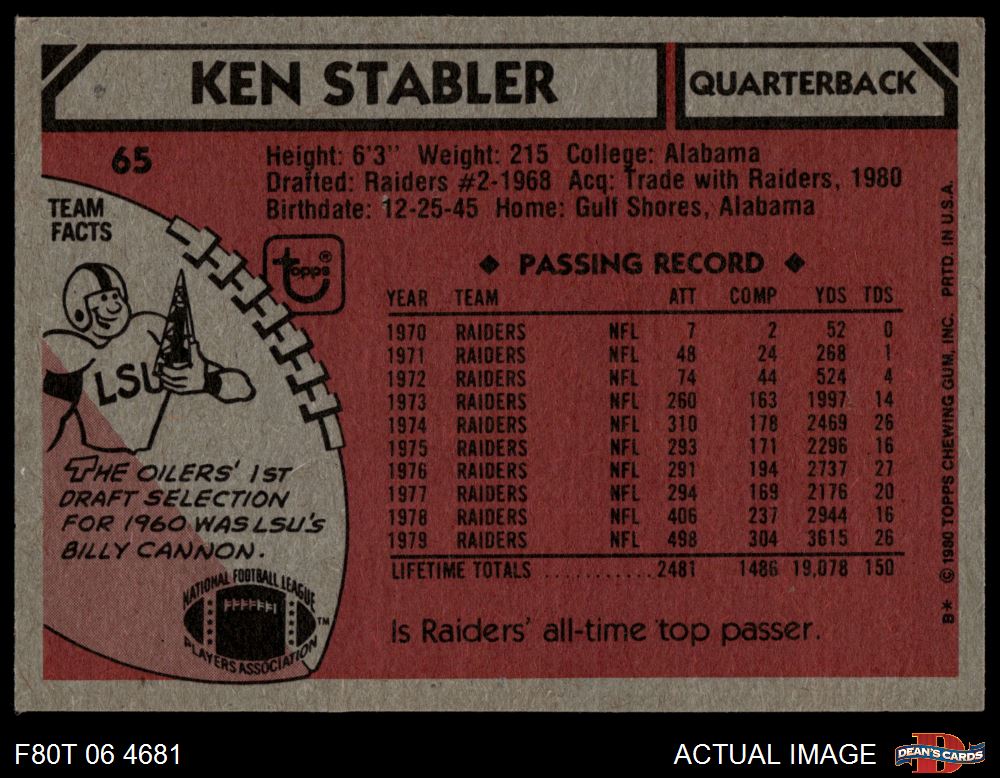 KEN STABLER
QUARTERBACK
65
Height: 6'3" Weight: 215 College: Alabama
Drafted: Raiders #2-1968 Acq: Trade with Raiders, 1980
Birthdate: 12-25-45 Home: Gulf Shores, Alabama
TEAM
FACTS
topps®
LSU
THE OILERS' 1ST
DRAFT SELECTION
FOR 1960 WAS LSU'S
BILLY CANNON.
NATIONAL FOOTBALL LEAGUE
PLAYERS ASSOCIATION™
◆ PASSING RECORD ◆
YEAR TEAM ATT COMP YDS TDS
1970 RAIDERS NFL 7 2 52 0
1971 RAIDERS NFL 48 24 268 1
1972 RAIDERS NFL 74 44 524 4
1973 RAIDERS NFL 260 163 1997 14
1974 RAIDERS NFL 310 178 2469 26
1975 RAIDERS NFL 293 171 2296 16
1976 RAIDERS NFL 291 194 2737 27
1977 RAIDERS NFL 294 169 2176 20
1978 RAIDERS NFL 406 237 2944 16
1979 RAIDERS NFL 498 304 3615 26
LIFETIME TOTALS ...........2481 1486 19,078 150
Is Raiders' all-time top passer.
B* © 1980 TOPPS CHEWING GUM, INC. PRTD. IN U.S.A.
F80T 06 4681
ACTUAL IMAGE
DEAN'S CARDS